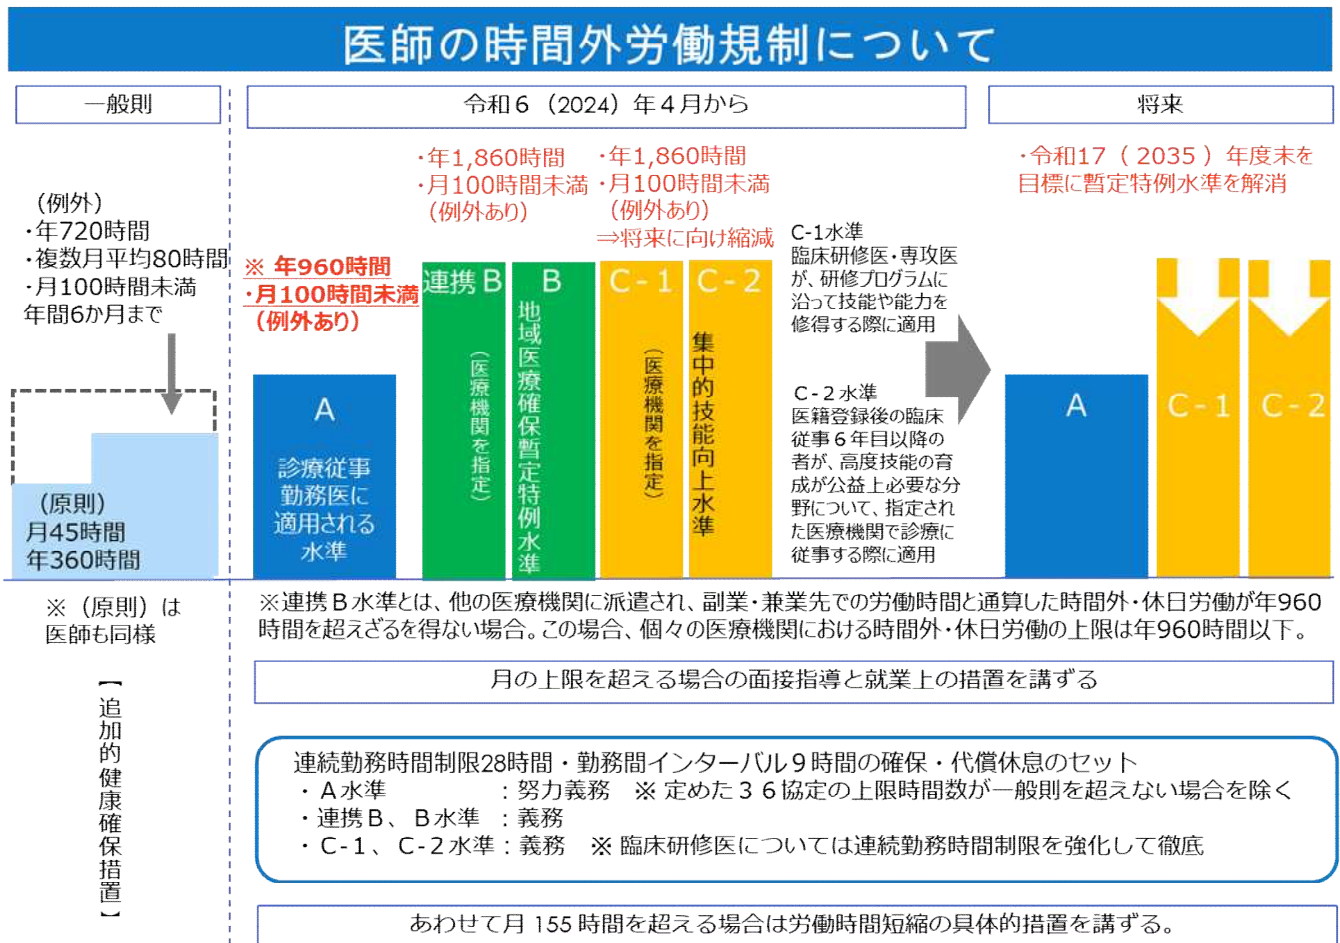 医師の時間外労働規制について
一般則
令和6（2024）年４月から
将来
（例外）
・年720時間
・複数月平均80時間
・月100時間未満
年間6か月まで
（原則）
月45時間
年360時間
※（原則）は
医師も同様
※ 年960時間
・月100時間未満
（例外あり）
A
診療従事
勤務医に
適用される
水準
・年1,860時間
・月100時間未満
（例外あり）
連携Ｂ
（医療機関を指定）
B
地域医療確保暫定特例水準
・年1,860時間
・月100時間未満
（例外あり）
⇒将来に向け縮減
C-1
（医療機関を指定）
C-2
集中的技能向上水準
C-1水準
臨床研修医・専攻医
が、研修プログラムに
沿って技能や能力を
修得する際に適用
C-２水準
医籍登録後の臨床
従事６年目以降の
者が、高度技能の育
成が公益上必要な分
野について、指定され
た医療機関で診療に
従事する際に適用
・令和17（2035）年度末を
目標に暫定特例水準を解消
A
C-1
C-2
※連携Ｂ水準とは、他の医療機関に派遣され、副業・兼業先での労働時間と通算した時間外・休日労働が年960
時間を超えざるを得ない場合。この場合、個々の医療機関における時間外・休日労働の上限は年960時間以下。
【追加的健康確保措置】
月の上限を超える場合の面接指導と就業上の措置を講ずる
連続勤務時間制限28時間・勤務間インターバル９時間の確保・代償休息のセット
・Ａ水準　　　　：努力義務　※ 定めた３６協定の上限時間数が一般則を超えない場合を除く
・連携Ｂ、Ｂ水準：義務
・C-1、C-2水準：義務　※ 臨床研修医については連続勤務時間制限を強化して徹底
あわせて月 155 時間を超える場合は労働時間短縮の具体的措置を講ずる。